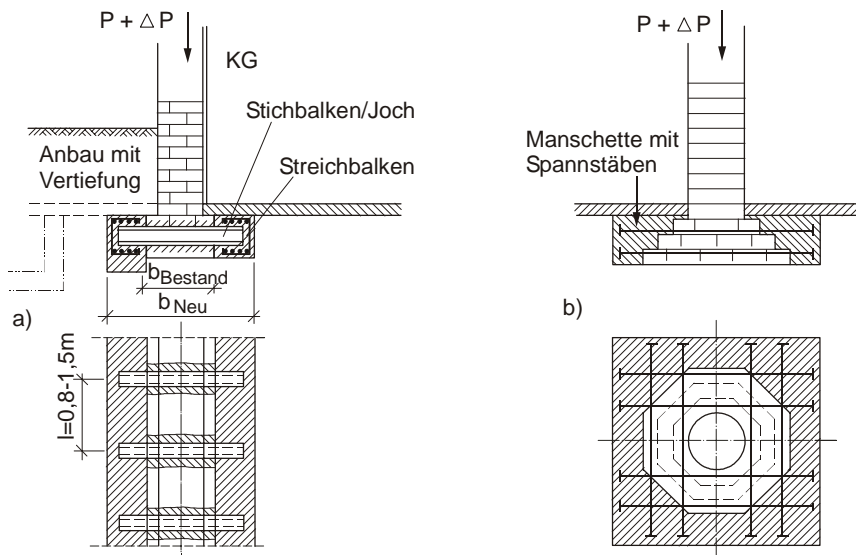 P + △ P
KG
Stichbalken/Joch
Streichbalken
Anbau mit
Vertiefung
bBestand
bNeu
a)
l=0,8-1,5m
P + △ P
Manschette mit
Spannstäben
b)